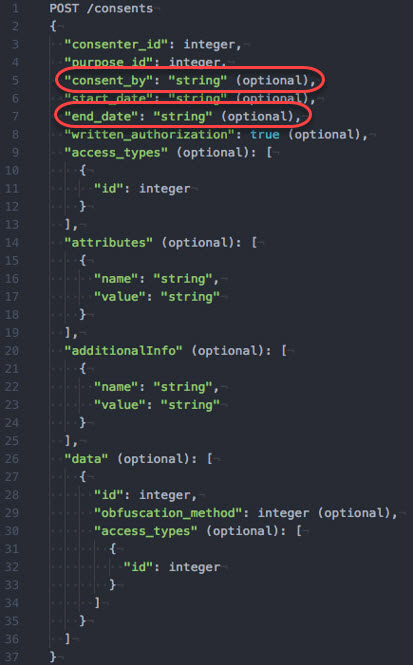 1 POST /consents¬
2 {¬
3 "consenter_id": integer,¬
4 "purpose_id": integer,¬
5 "consent_by": "string" (optional),¬
6 "start_date": "string" (optional),¬
7 "end_date": "string" (optional),¬
8 "written_authorization": true (optional),¬
9 "access_types" (optional): [¬
10 {¬
11 "id": integer¬
12 }¬
13 ],¬
14 "attributes" (optional): [¬
15 {¬
16 "name": "string",¬
17 "value": "string"¬
18 }¬
19 ],¬
20 "additionalInfo" (optional): [¬
21 {¬
22 "name": "string",¬
23 "value": "string"¬
24 }¬
25 ],¬
26 "data" (optional): [¬
27 {¬
28 "id": integer,¬
29 "obfuscation_method": integer (optional),¬
30 "access_types" (optional): [¬
31 {¬
32 "id": integer¬
33 }¬
34 ]¬
35 }¬
36 ]¬
37 }¬